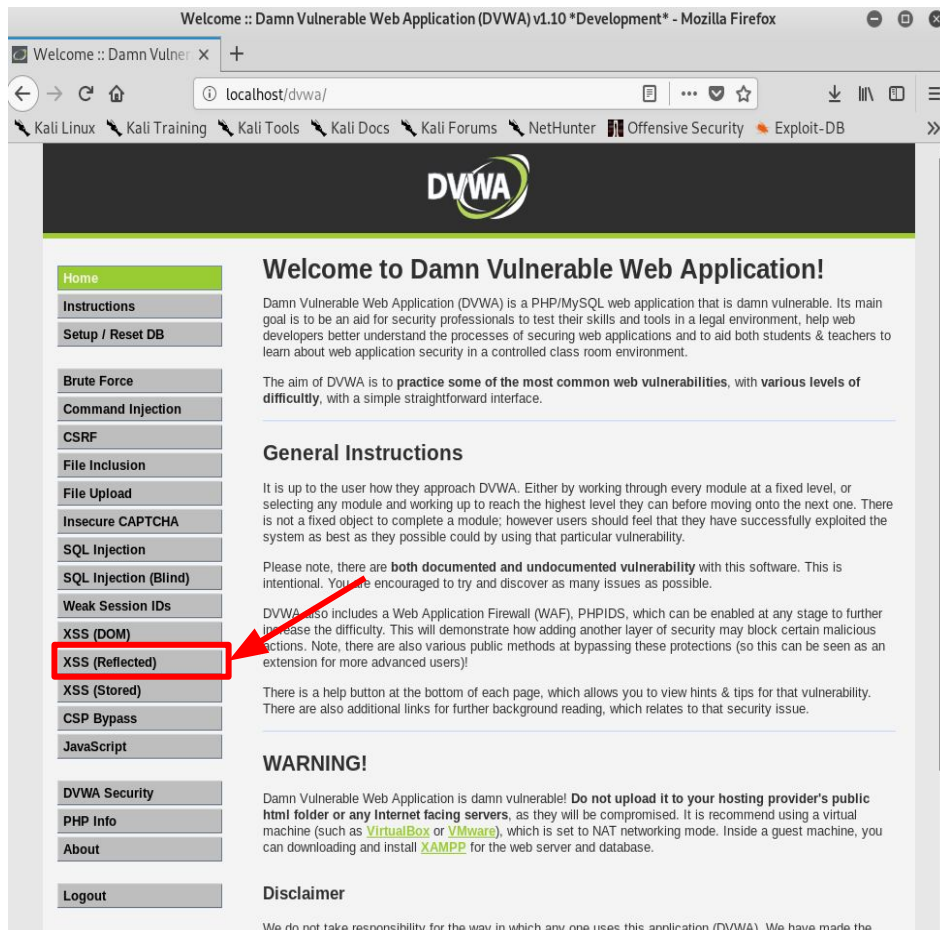 Welcome :: Damn Vulnerable Web Application (DVWA) v1.10 *Development* - Mozilla Firefox
Welcome :: Damn Vulner
localhost/dvwa/
Kali Linux Kali Training Kali Tools Kali Docs Kali Forums NetHunter Offensive Security Exploit-DB
DVWA
Home
Instructions
Setup / Reset DB
Brute Force
Command Injection
CSRF
File Inclusion
File Upload
Insecure CAPTCHA
SQL Injection
SQL Injection (Blind)
Weak Session IDs
XSS (DOM)
XSS (Reflected)
XSS (Stored)
CSP Bypass
JavaScript
DVWA Security
PHP Info
About
Logout
Welcome to Damn Vulnerable Web Application!
Damn Vulnerable Web Application (DVWA) is a PHP/MySQL web application that is damn vulnerable. Its main
goal is to be an aid for security professionals to test their skills and tools in a legal environment, help web
developers better understand the processes of securing web applications and to aid both students & teachers to
learn about web application security in a controlled class room environment.
The aim of DVWA is to practice some of the most common web vulnerabilities, with various levels of
difficultly, with a simple straightforward interface.
General Instructions
It is up to the user how they approach DVWA. Either by working through every module at a fixed level, or
selecting any module and working up to reach the highest level they can before moving onto the next one. There
is not a fixed object to complete a module; however users should feel that they have successfully exploited the
system as best as they possible could by using that particular vulnerability.
Please note, there are both documented and undocumented vulnerability with this software. This is
intentional. You are encouraged to try and discover as many issues as possible.
DVWA also includes a Web Application Firewall (WAF), PHPIDS, which can be enabled at any stage to further
increase the difficulty. This will demonstrate how adding another layer of security may block certain malicious
actions. Note, there are also various public methods at bypassing these protections (so this can be seen as an
extension for more advanced users)!
There is a help button at the bottom of each page, which allows you to view hints & tips for that vulnerability.
There are also additional links for further background reading, which relates to that security issue.
WARNING!
Damn Vulnerable Web Application is damn vulnerable! Do not upload it to your hosting provider's public
html folder or any Internet facing servers, as they will be compromised. It is recommend using a virtual
machine (such as VirtualBox or VMware), which is set to NAT networking mode. Inside a guest machine, you
can downloading and install XAMPP for the web server and database.
Disclaimer
We do not take responsibility for the way in which any one uses this application (DVWA). We have made the